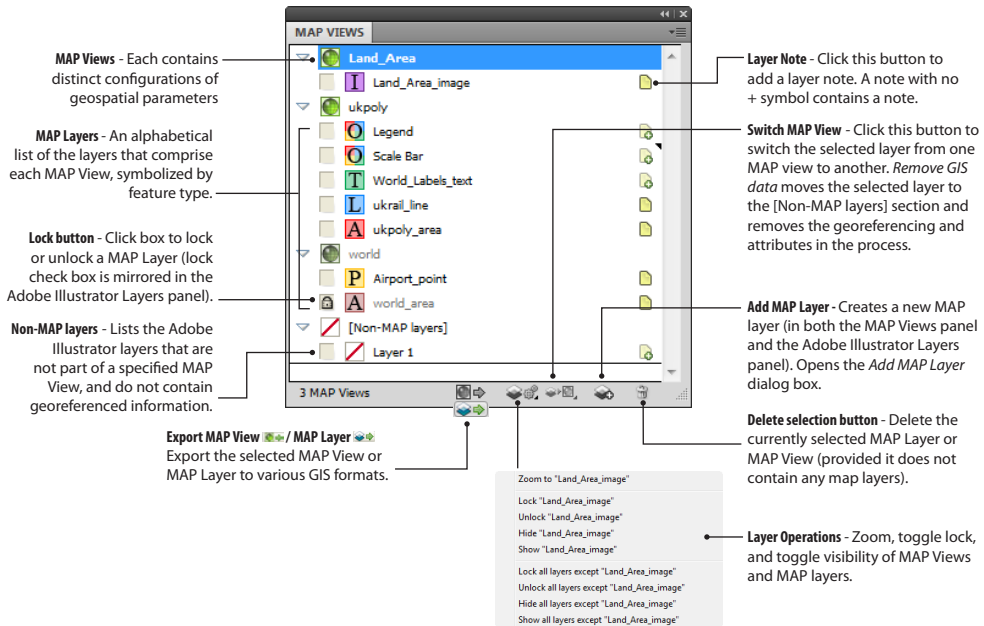 MAP VIEWS
Land_Area
I Land_Area_image
ukpoly
O Legend
O Scale Bar
T World_Labels_text
L ukrail_line
A ukpoly_area
world
P Airport_point
A world_area
[Non-MAP layers]
Layer 1
3 MAP Views
MAP Views - Each contains
distinct configurations of
geospatial parameters
MAP Layers - An alphabetical
list of the layers that comprise
each MAP View, symbolized by
feature type.
Lock button - Click box to lock
or unlock a MAP Layer (lock
check box is mirrored in the
Adobe Illustrator Layers panel).
Non-MAP layers - Lists the Adobe
Illustrator layers that are
not part of a specified MAP
View, and do not contain
georeferenced information.
Export MAP View / MAP Layer
Export the selected MAP View or
MAP Layer to various GIS formats.
Layer Note - Click this button to
add a layer note. A note with no
+ symbol contains a note.
Switch MAP View - Click this button to
switch the selected layer from one
MAP view to another. Remove GIS
data moves the selected layer to
the [Non-MAP layers] section and
removes the georeferencing and
attributes in the process.
Add MAP Layer - Creates a new MAP
layer (in both the MAP Views panel
and the Adobe Illustrator Layers
panel). Opens the Add MAP Layer
dialog box.
Delete selection button - Delete the
currently selected MAP Layer or
MAP View (provided it does not
contain any map layers).
Layer Operations - Zoom, toggle lock,
and toggle visibility of MAP Views
and MAP layers.
Zoom to "Land_Area_image"
Lock "Land_Area_image"
Unlock "Land_Area_image"
Hide "Land_Area_image"
Show "Land_Area_image"
Lock all layers except "Land_Area_image"
Unlock all layers except "Land_Area_image"
Hide all layers except "Land_Area_image"
Show all layers except "Land_Area_image"